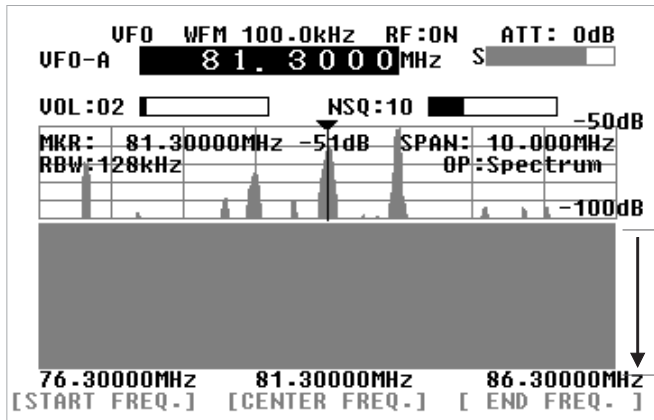 VFO WFM 100.0kHz RF:ON ATT: 0dB
VFO-A 81.3000MHz S
VOL:02 NSQ:10
-50dB
MKR: 81.30000MHz -51dB SPAN: 10.000MHz
RBW:128kHz OP:Spectrum
-100dB
76.30000MHz 81.30000MHz 86.30000MHz
[START FREQ.] [CENTER FREQ.] [ END FREQ. ]